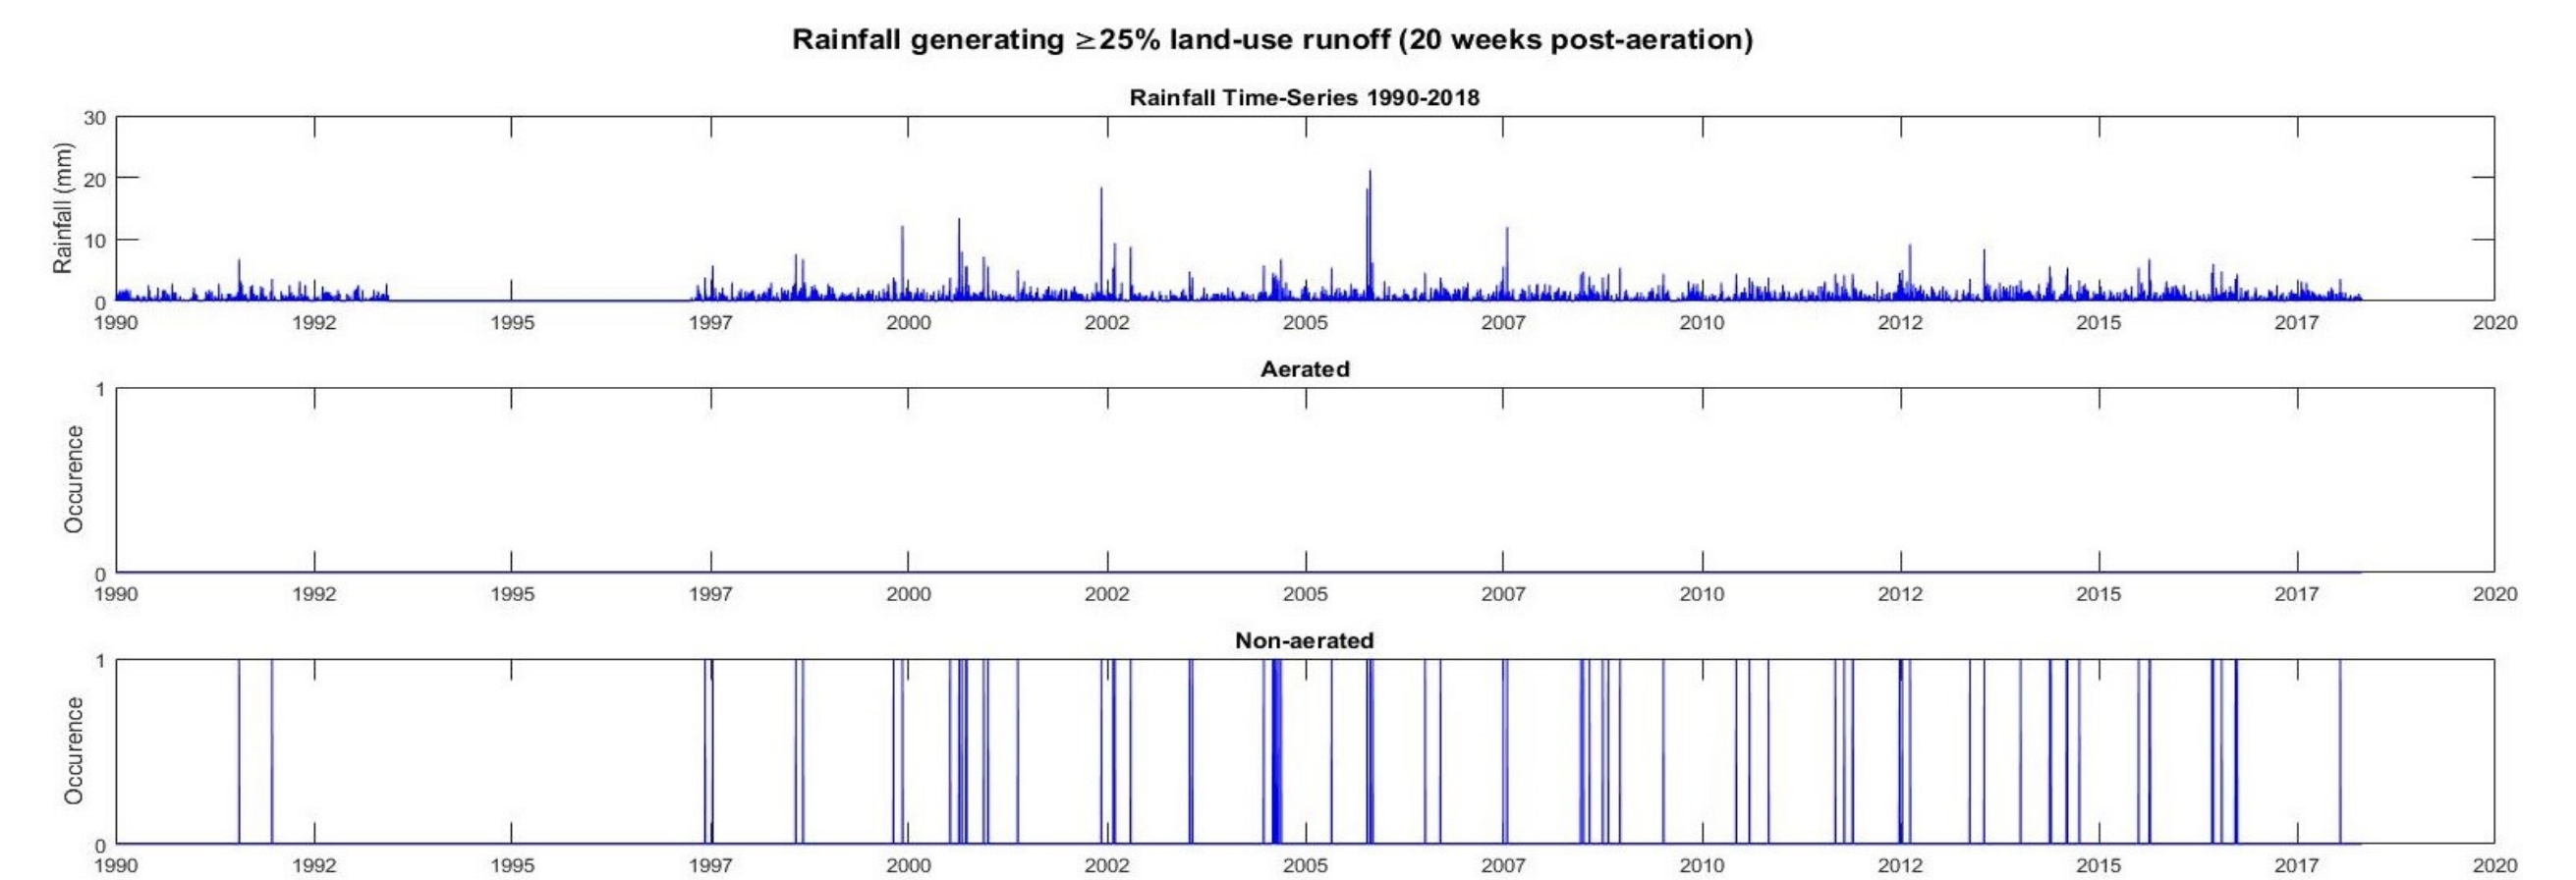 Rainfall generating ≥25% land-use runoff (20 weeks post-aeration)
Rainfall Time-Series 1990-2018
Rainfall (mm)
30
20
10
0
1990 1992 1995 1997 2000 2002 2005 2007 2010 2012 2015 2017 2020
Aerated
Occurence
1
0
1990 1992 1995 1997 2000 2002 2005 2007 2010 2012 2015 2017 2020
Non-aerated
Occurence
1
0
1990 1992 1995 1997 2000 2002 2005 2007 2010 2012 2015 2017 2020